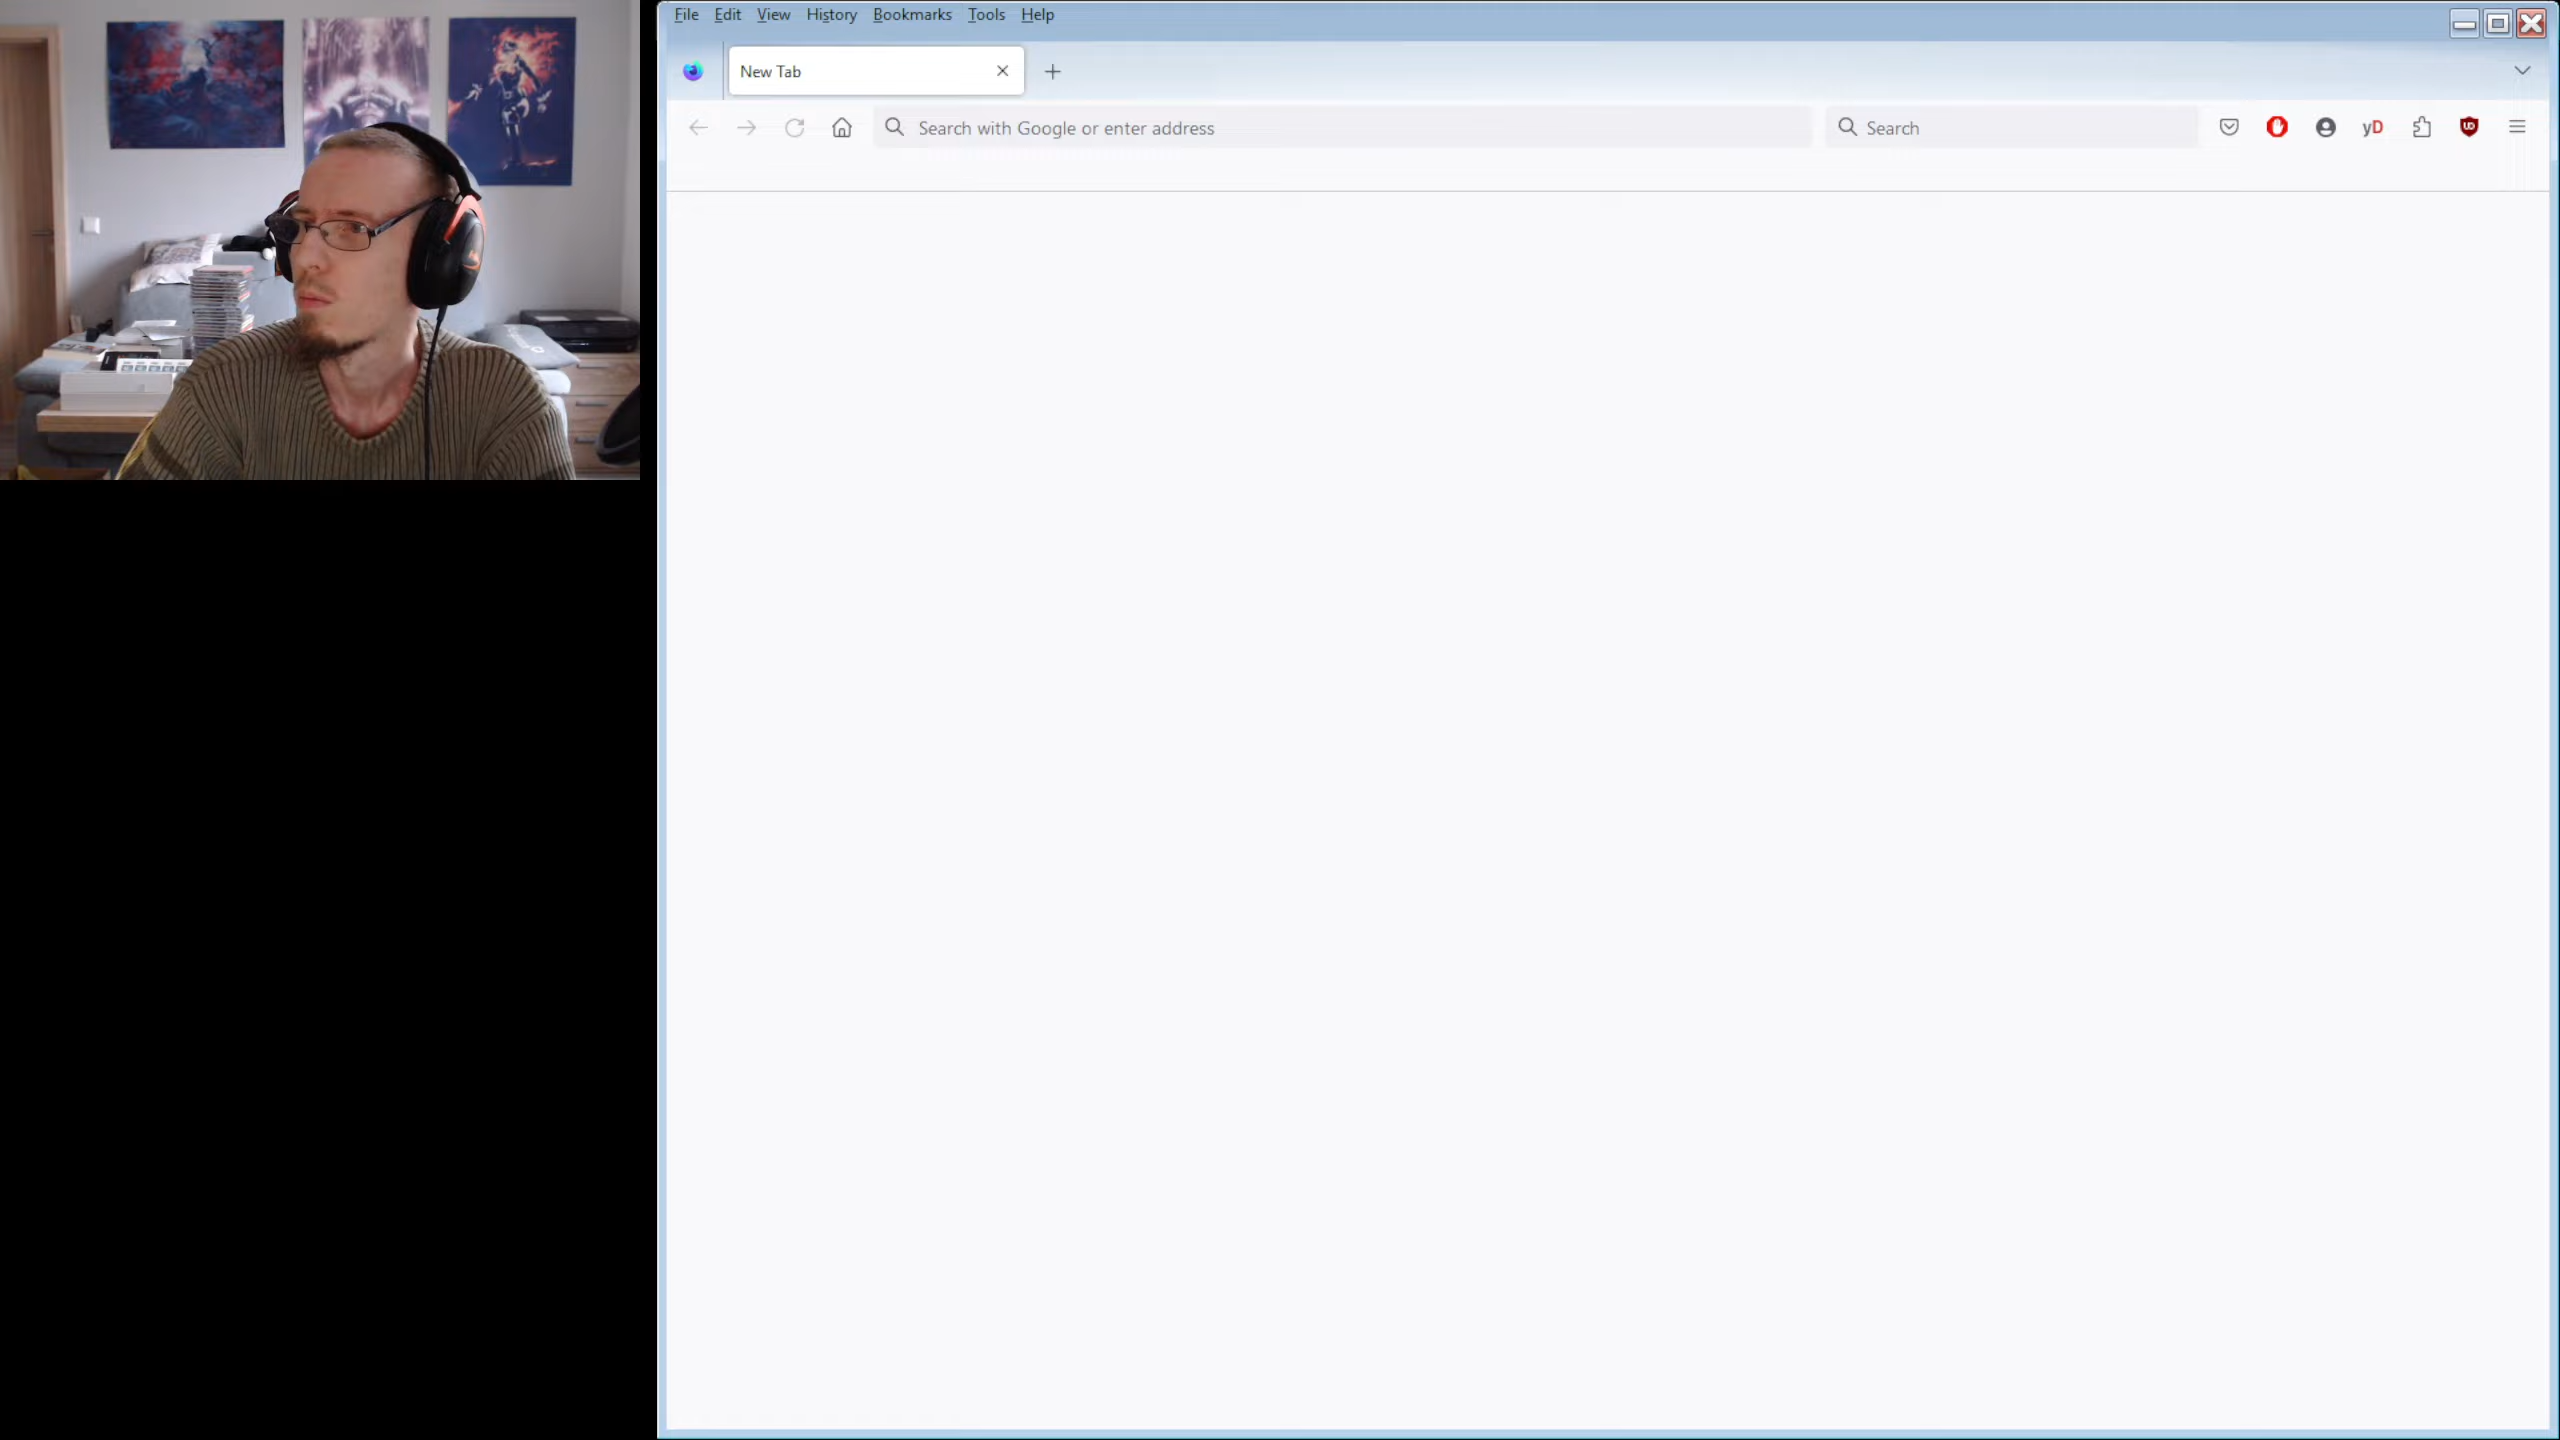 File Edit View History Bookmarks Tools Help
New Tab
Search with Google or enter address
Search
yD